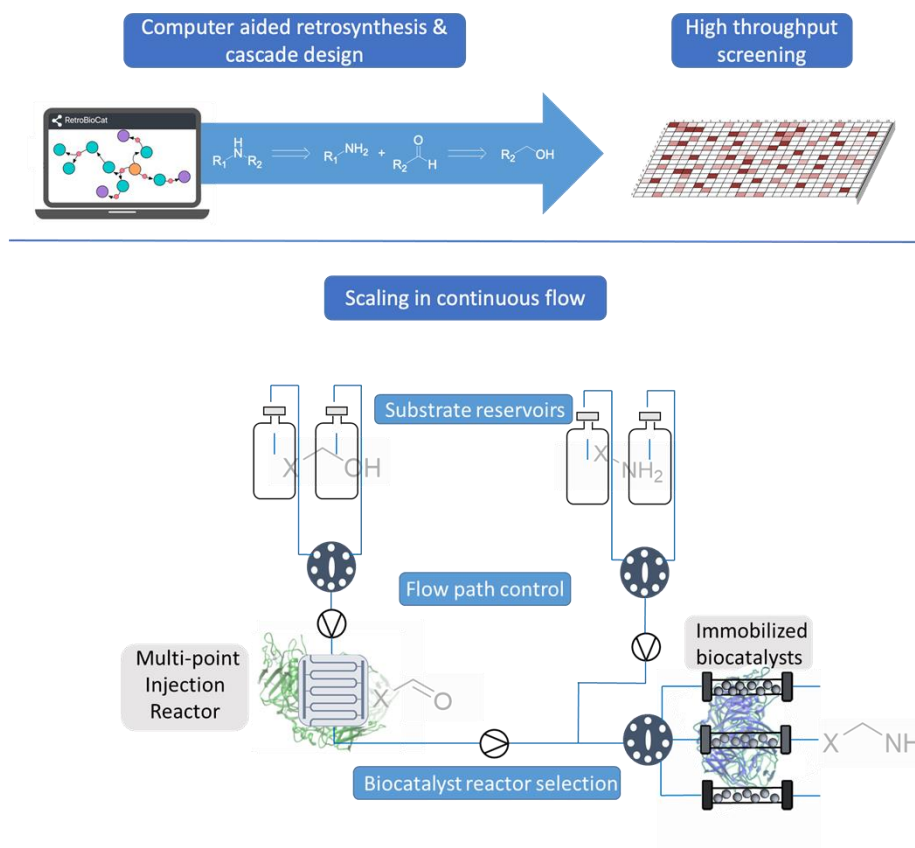 Computer aided retrosynthesis &
cascade design
High throughput
screening
RetroBioCat
H
R1 N R2
R1 NH2 + R2 O H
R2 OH
Scaling in continuous flow
Substrate reservoirs
X OH
X NH2
Flow path control
Multi-point
Injection
Reactor
X O
Immobilized
biocatalysts
X NH
Biocatalyst reactor selection